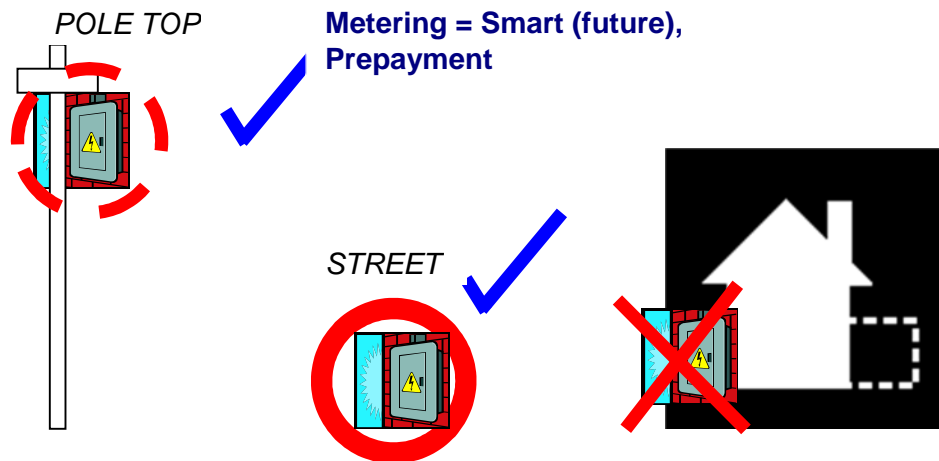 POLE TOP
Metering = Smart (future),
Prepayment
STREET